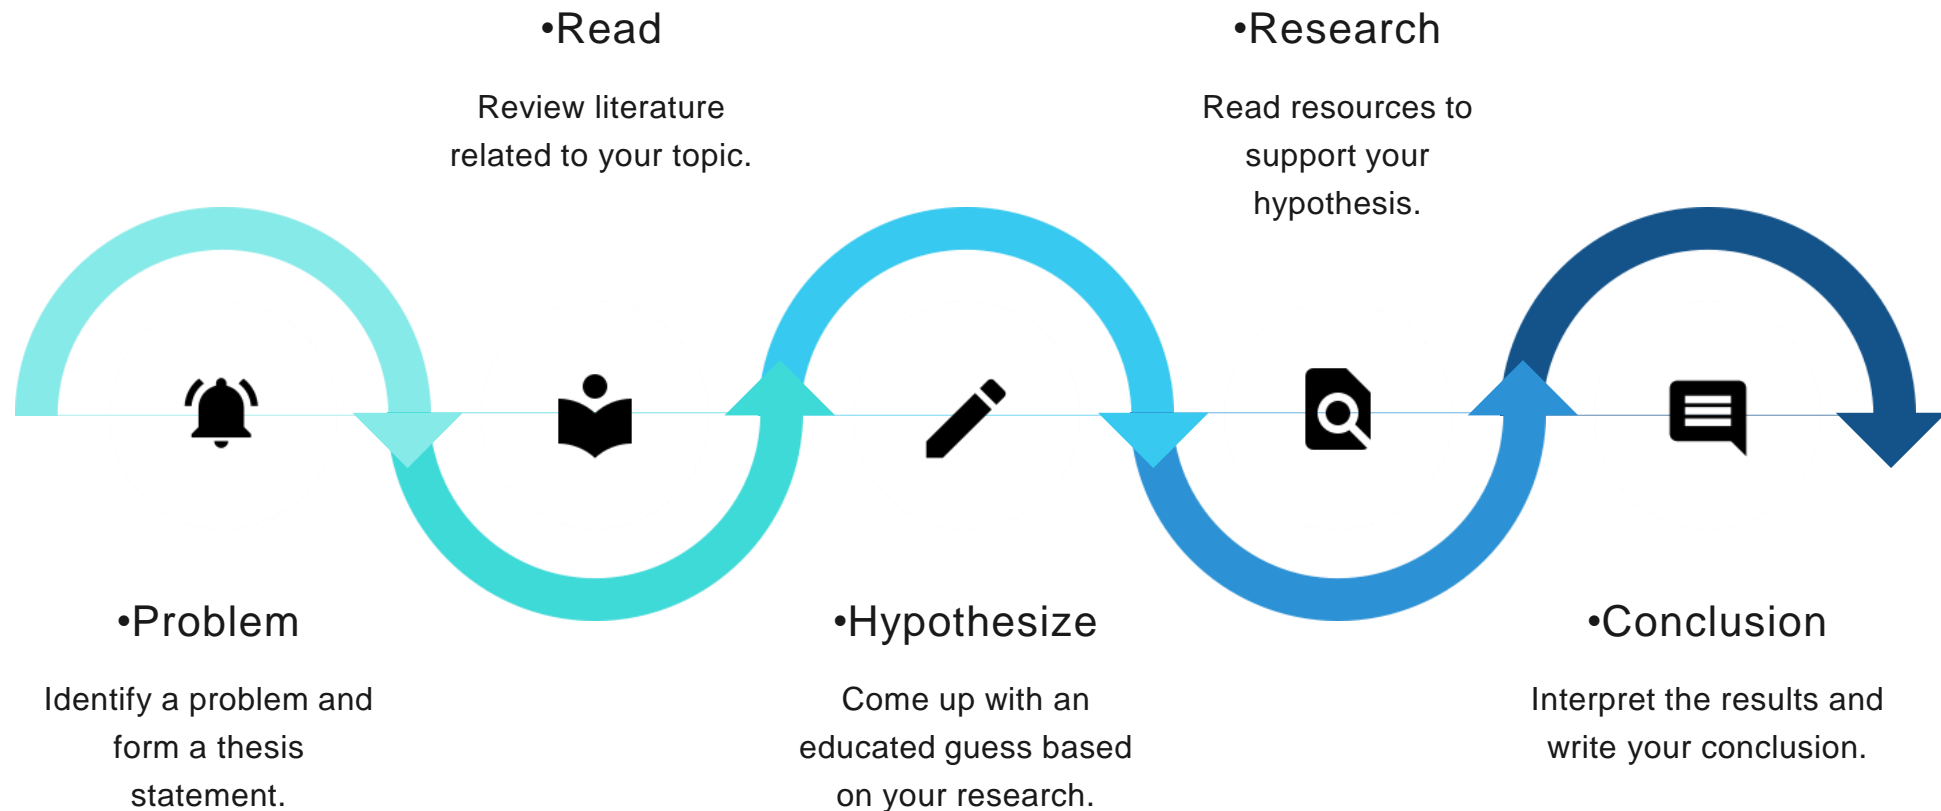 •Read
Review literature
related to your topic.
•Research
Read resources to
support your
hypothesis.
•Problem
Identify a problem and
form a thesis
statement.
•Hypothesize
Come up with an
educated guess based
on your research.
•Conclusion
Interpret the results and
write your conclusion.